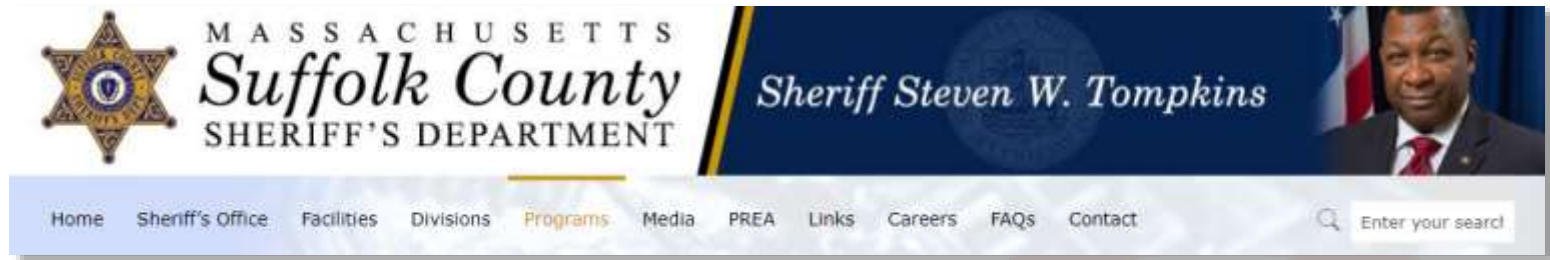 MASSACHUSETTS
Suffolk County
SHERIFF'S DEPARTMENT
Sheriff Steven W. Tompkins
Home Sheriff's Office Facilities Divisions Programs Media PREA Links Careers FAQs Contact Enter your search